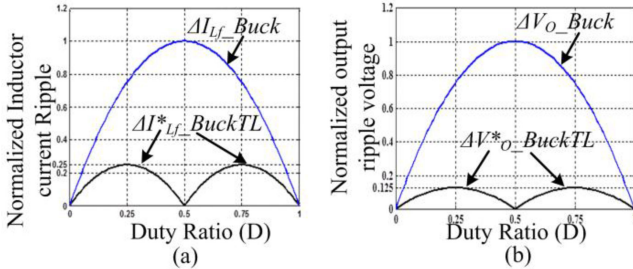 1.2
1
0.8
0.6
0.4
0.25
0.2
0
0
0.25
0.5
0.75
1
Normalized Inductor
current Ripple
ΔI_Lf_Buck
ΔI*_Lf_BuckTL
Duty Ratio (D)
(a)
1.2
1
0.8
0.6
0.4
0.2
0.125
0
0
0.25
0.5
0.75
Normalized output
ripple voltage
ΔV_O_Buck
ΔV*_O_BuckTL
Duty Ratio (D)
(b)